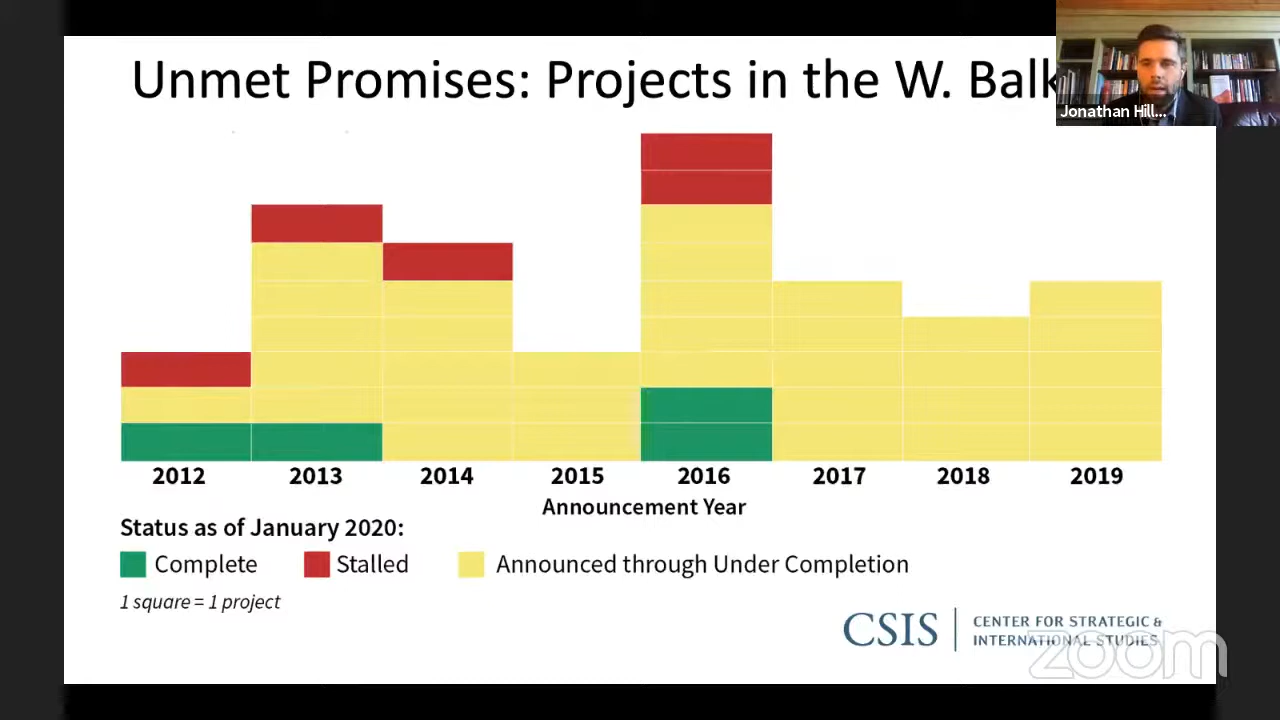 Unmet Promises: Projects in the W. Balk
Jonathan Hill...
2012 2013 2014 2015 2016 2017 2018 2019
Announcement Year
Status as of January 2020:
Complete Stalled Announced through Under Completion
1 square = 1 project
CSIS CENTER FOR STRATEGIC &
INTERNATIONAL STUDIES
zoom